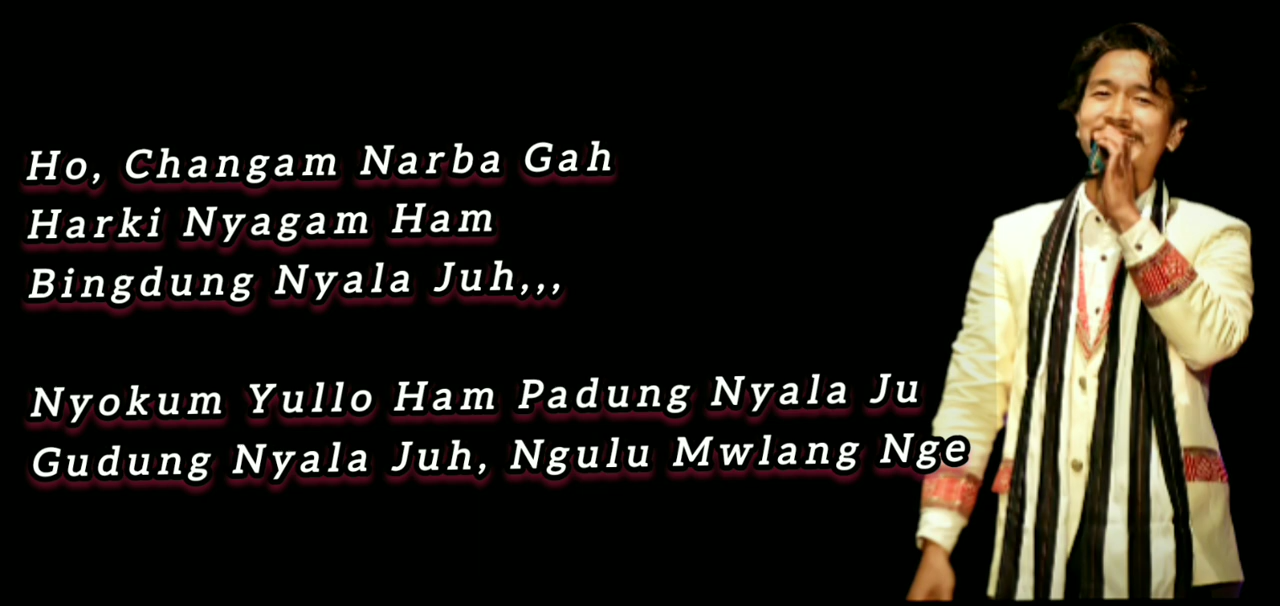 Ho, Changam Narba Gah
Harki Nyagam Ham
Bingdung Nyala Juh,,,
Nyokum Yullo Ham Padung Nyala Ju
Gudung Nyala Juh, Ngulu Mwlang Nge